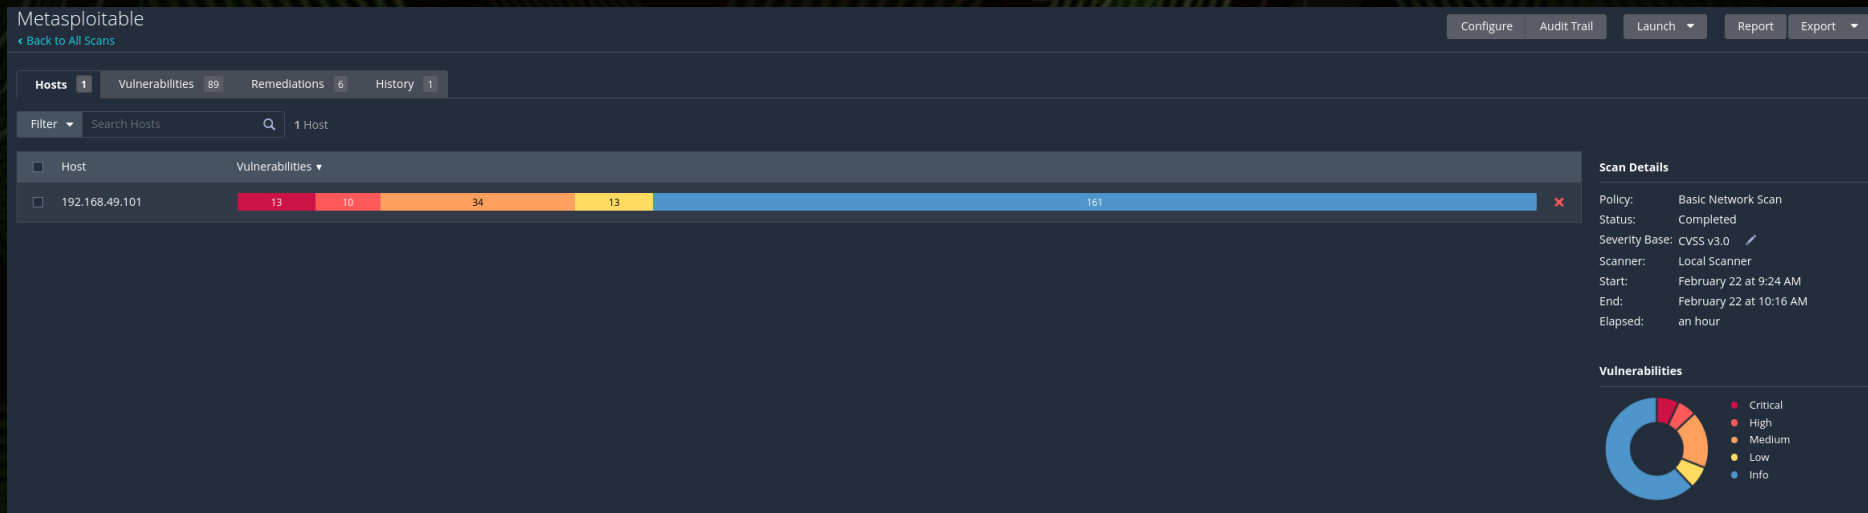 Metasploitable
Back to All Scans
Configure Audit Trail Launch Report Export
Hosts 1 Vulnerabilities 89 Remediations 6 History 1
Filter Search Hosts 1 Host
Host Vulnerabilities
192.168.49.101 13 10 34 13 161
Scan Details
Policy: Basic Network Scan
Status: Completed
Severity Base: CVSS v3.0
Scanner: Local Scanner
Start: February 22 at 9:24 AM
End: February 22 at 10:16 AM
Elapsed: an hour
Vulnerabilities
Critical
High
Medium
Low
Info